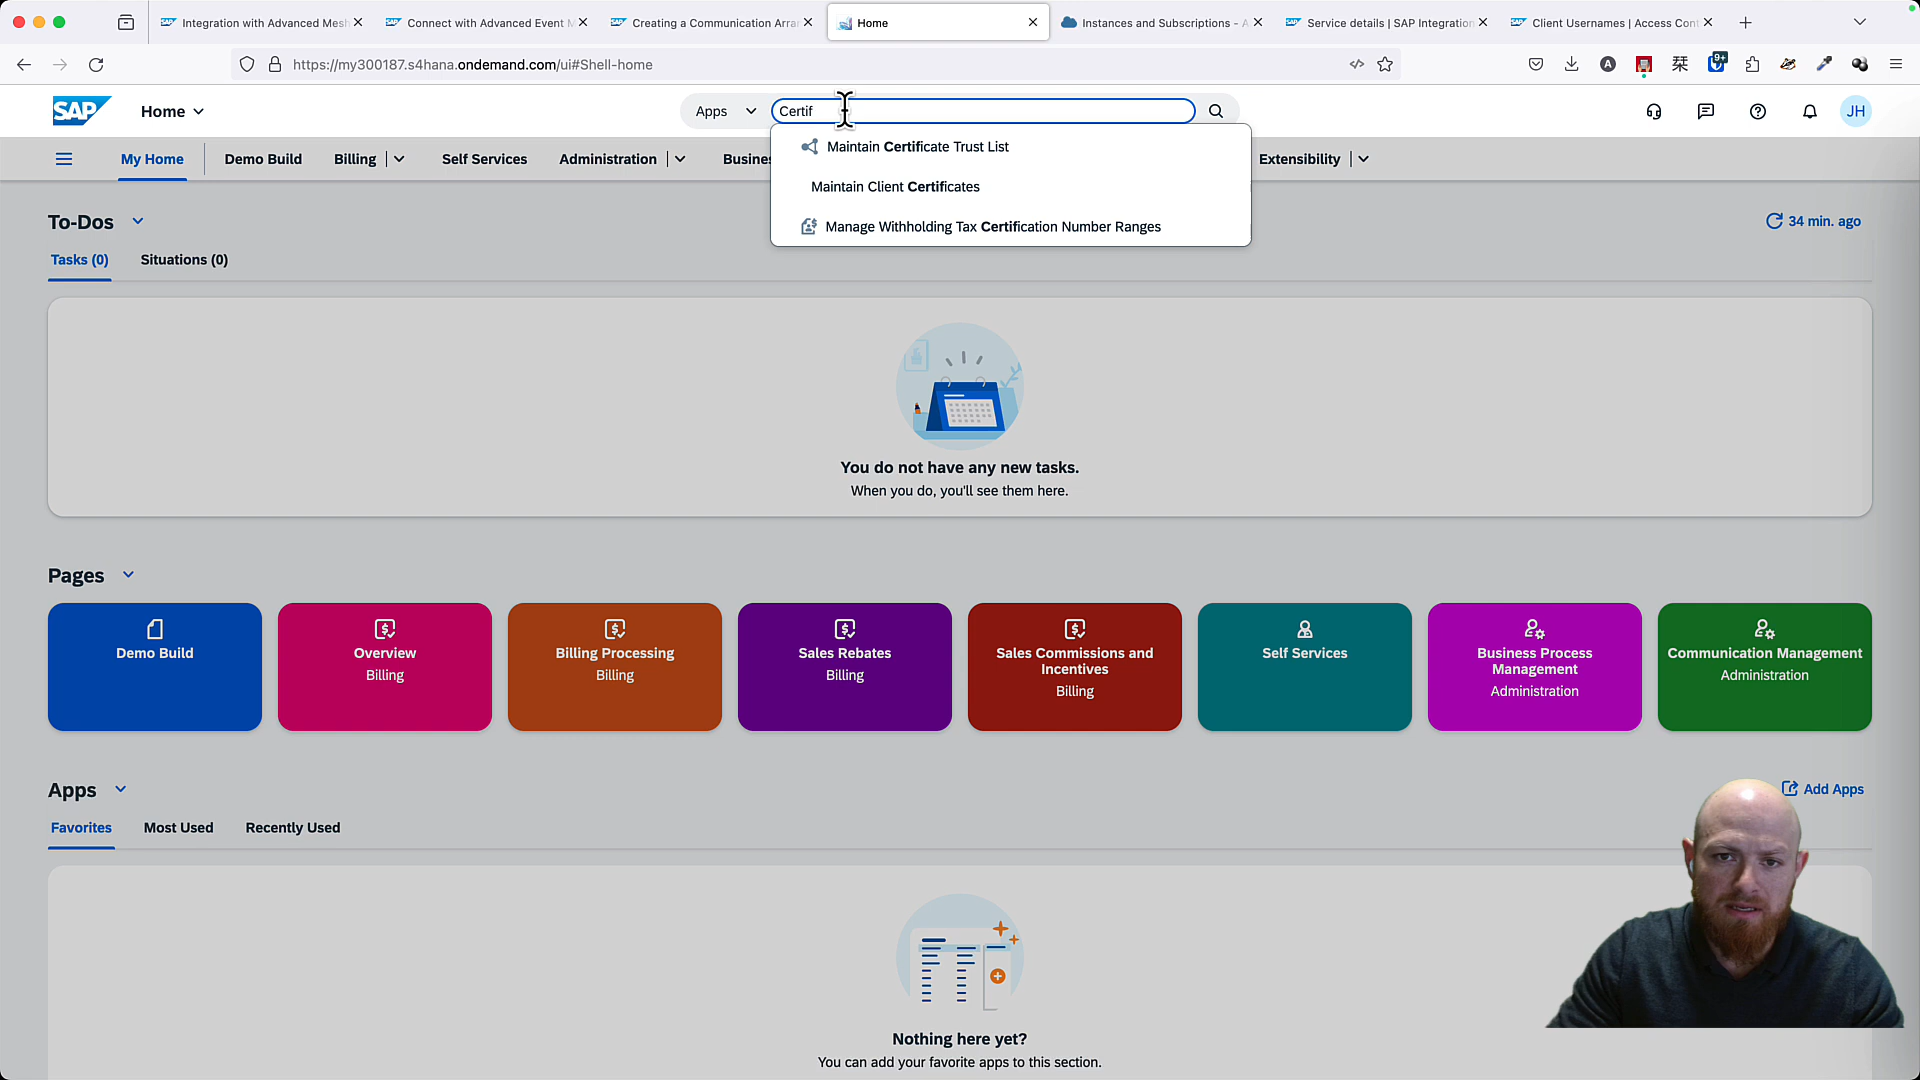 Integration with Advanced Mesh
Connect with Advanced Event M
Creating a Communication Arra
Home
Instances and Subscriptions - A
Service details | SAP Integration
Client Usernames | Access Cont
https://my300187.s4hana.ondemand.com/ui#Shell-home
9+
SAP
Home
Apps
Certif
JH
Maintain Certificate Trust List
Maintain Client Certificates
Manage Withholding Tax Certification Number Ranges
My Home
Demo Build
Billing
Self Services
Administration
Busines
Extensibility
To-Dos
34 min. ago
Tasks (0)
Situations (0)
You do not have any new tasks.
When you do, you'll see them here.
Pages
Demo Build
Overview
Billing
Billing Processing
Billing
Sales Rebates
Billing
Sales Commissions and
Incentives
Billing
Self Services
Business Process
Management
Administration
Communication Management
Administration
Apps
Add Apps
Favorites
Most Used
Recently Used
Nothing here yet?
You can add your favorite apps to this section.